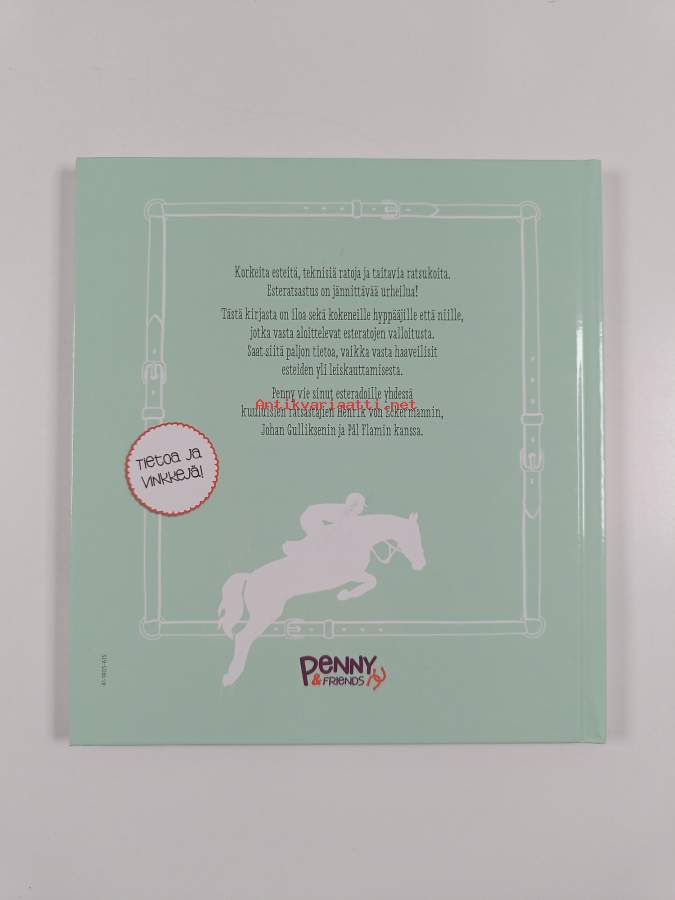 Korkeita esteitä, teknisiä ratoja ja taitavia ratsukoita.
Esteratsastus on jännittävää urheilua!
Tästä kirjasta on iloa sekä kokeneille hyppääjille että niille,
jotka vasta aloittelevat esteratojen valloitusta.
Saat siitä paljon tietoa, vaikka vasta haaveilisit
esteiden yli leiskauttamisesta.
Penny vie sinut esteradoille yhdessä
Antikvariaatti.net
kuuluisien ratsastajien Henrik von Eckermannin,
Johan Gulliksenin ja Pål Flamin kanssa.
Tietoa ja
vinkkejä!
PENNY
& FRIENDS